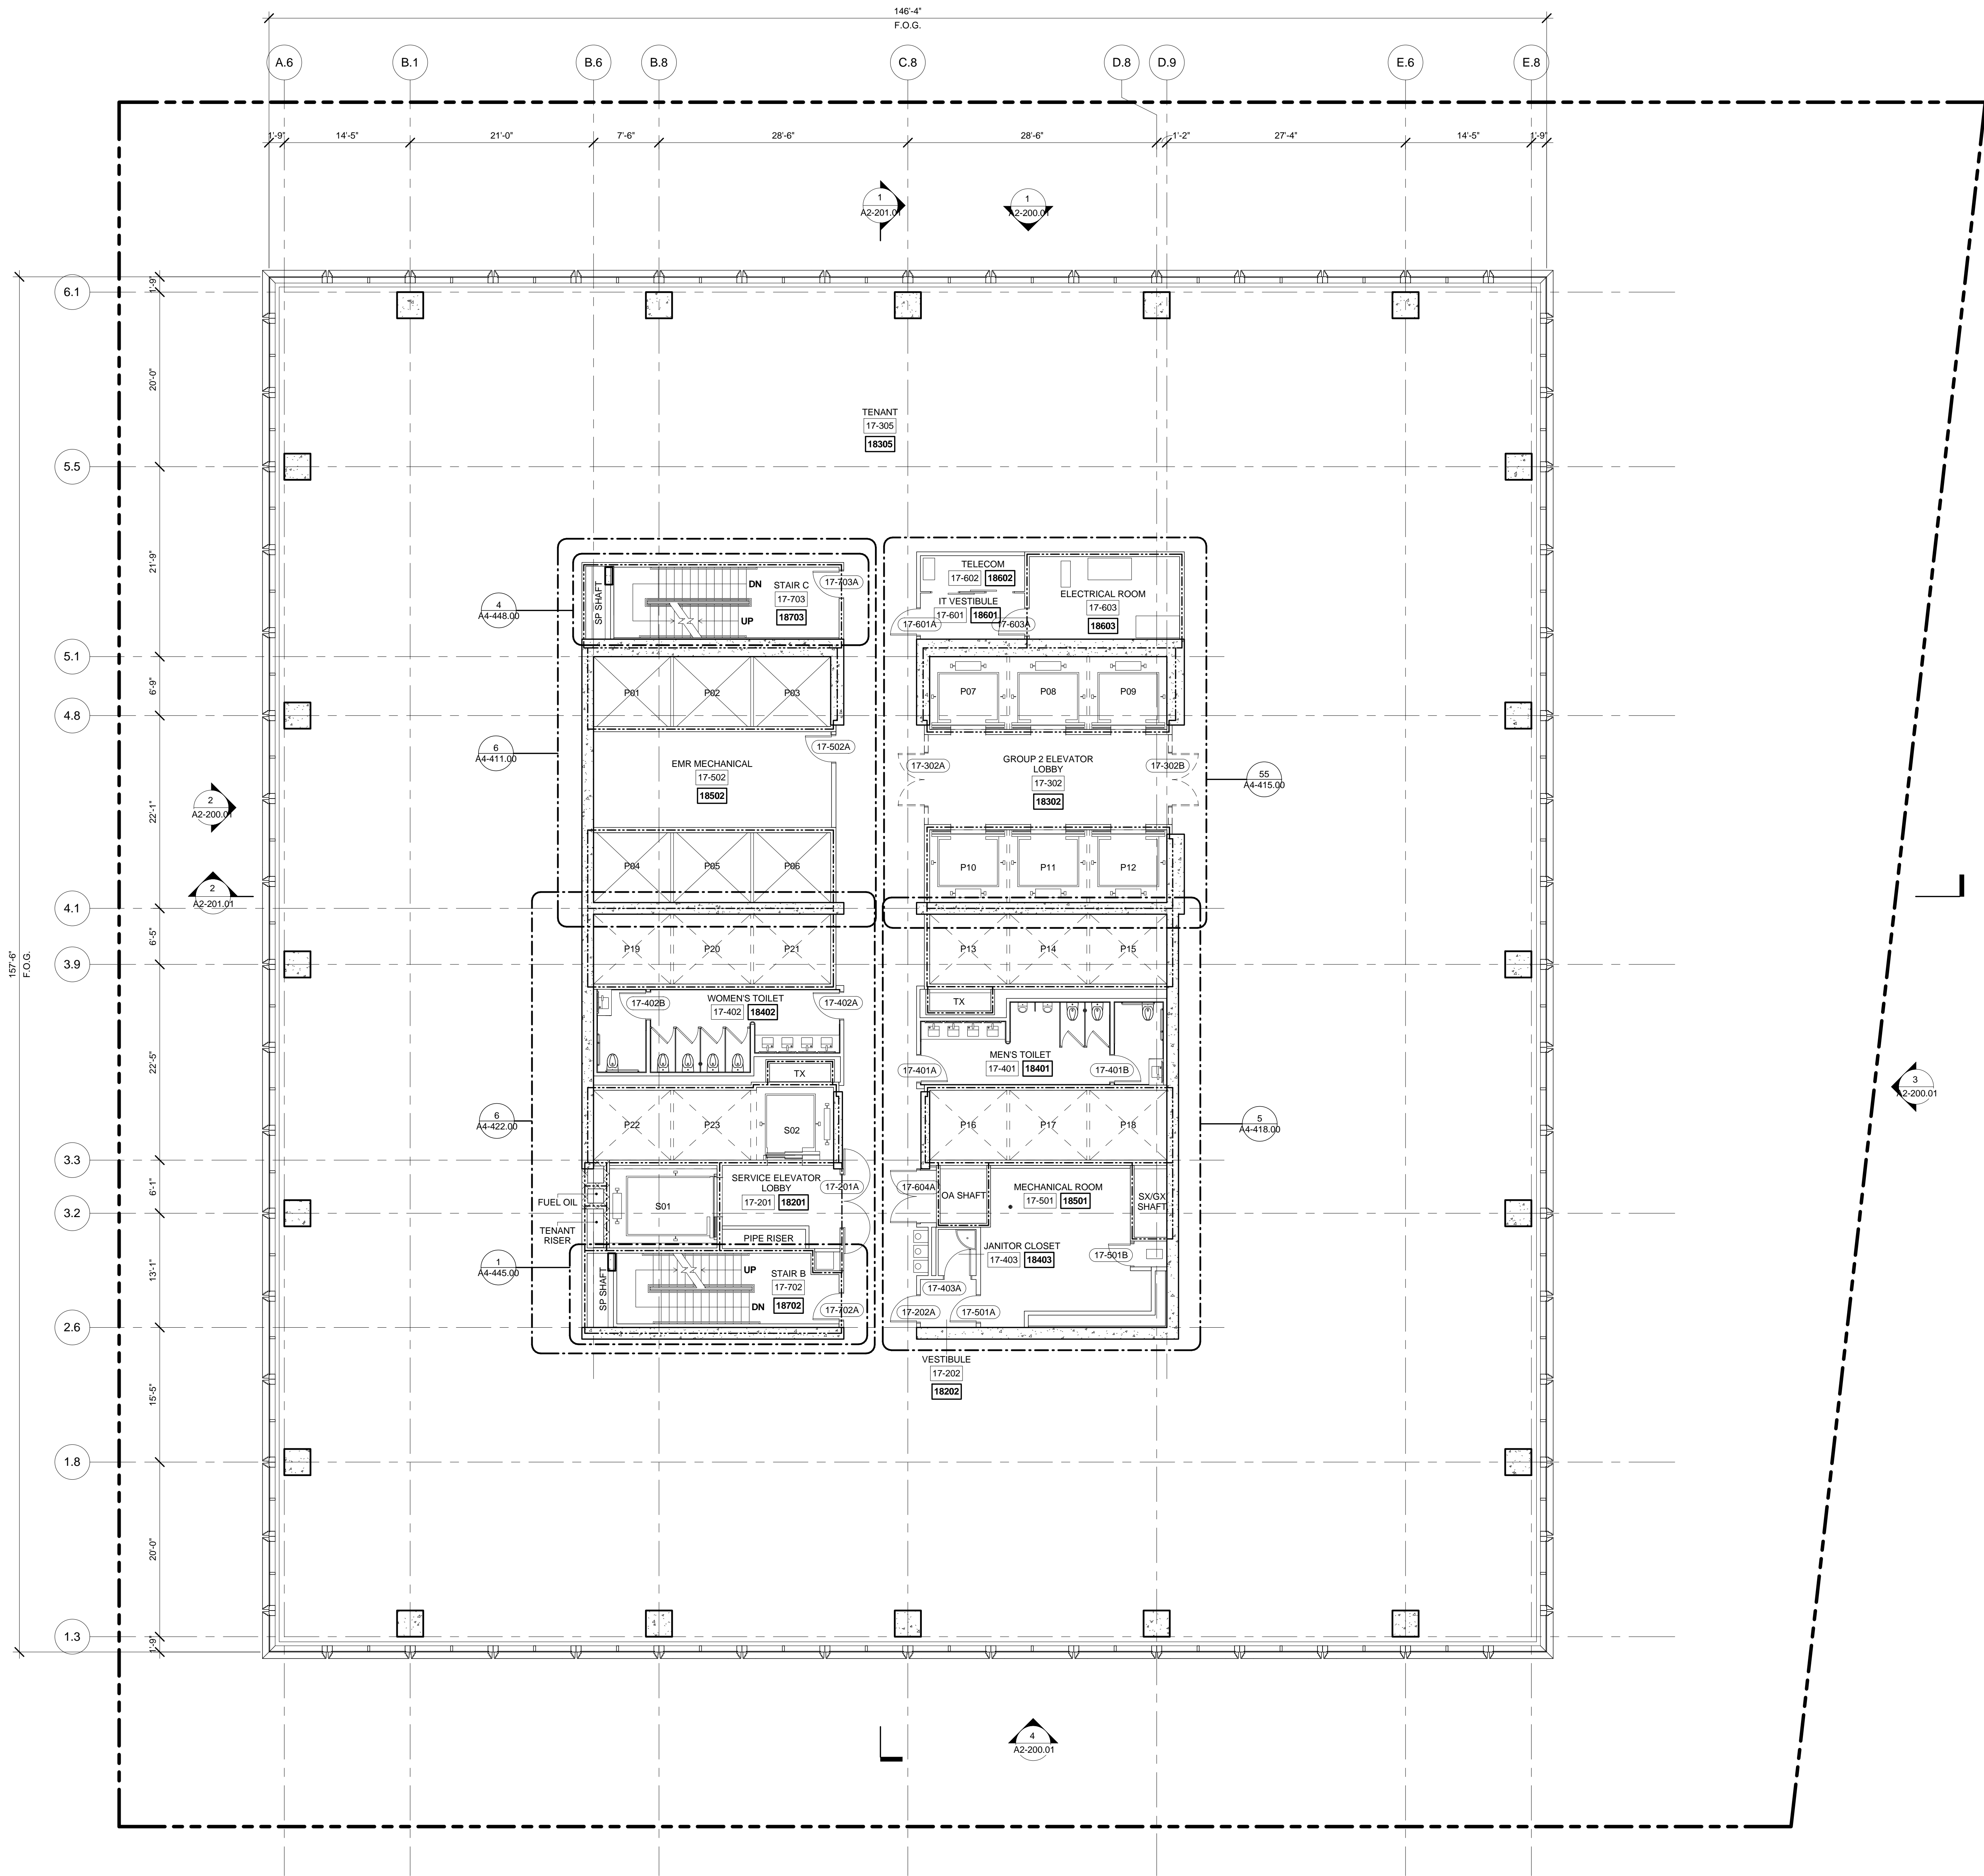 146'-4"
F.O.G.
A.6
B.1
B.6
B.8
C.8
D.8
D.9
E.6
E.8
1'-9"
14'-5"
21'-0"
7'-6"
28'-6"
28'-6"
1'-2"
27'-4"
14'-5"
1'-9"
1
A2-201.01
1
A2-200.01
6.1
1'-9"
20'-0"
TENANT
17-305
18305
5.5
21'-9"
SP SHAFT
DN
UP
STAIR C
17-703
18703
17-703A
TELECOM
17-602
18602
IT VESTIBULE
17-601
18601
17-601A
17-603A
ELECTRICAL ROOM
17-603
18603
4
A4-448.00
5.1
6'-9"
P01
P02
P03
P07
P08
P09
4.8
6
A4-411.00
EMR MECHANICAL
17-502
18502
17-502A
17-302A
GROUP 2 ELEVATOR
LOBBY
17-302
18302
17-302B
55
A4-415.00
22'-1"
2
A2-200.01
P04
P05
P06
P10
P11
P12
2
A2-201.01
4.1
6'-5"
P19
P20
P21
P13
P14
P15
157'-6"
F.O.G.
3.9
17-402B
WOMEN'S TOILET
17-402
18402
17-402A
TX
22'-5"
TX
MEN'S TOILET
17-401
18401
17-401A
17-401B
3
A2-200.01
6
A4-422.00
P22
P23
S02
P16
P17
P18
5
A4-418.00
3.3
6'-1"
FUEL OIL
TENANT
RISER
S01
SERVICE ELEVATOR
LOBBY
17-201
18201
17-201A
PIPE RISER
17-604A
OA SHAFT
MECHANICAL ROOM
17-501
18501
SX/GX
SHAFT
3.2
13'-1"
JANITOR CLOSET
17-403
18403
17-501B
17-403A
1
A4-445.00
SP SHAFT
UP
DN
STAIR B
17-702
18702
17-702A
17-202A
17-501A
2.6
VESTIBULE
17-202
18202
15'-5"
1.8
20'-0"
1.3
1'-9"
4
A2-200.01